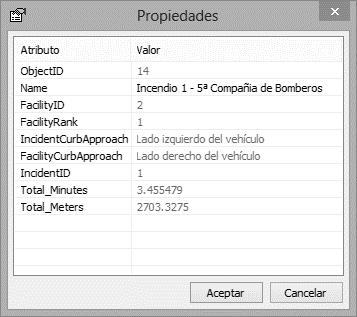 Propiedades
Atributo Valor
ObjectID 14
Name Incendio 1 - 5ª Compañia de Bomberos
FacilityID 2
FacilityRank 1
IncidentCurbApproach Lado izquierdo del vehículo
FacilityCurbApproach Lado derecho del vehículo
IncidentID 1
Total_Minutes 3.455479
Total_Meters 2703.3275
Aceptar Cancelar